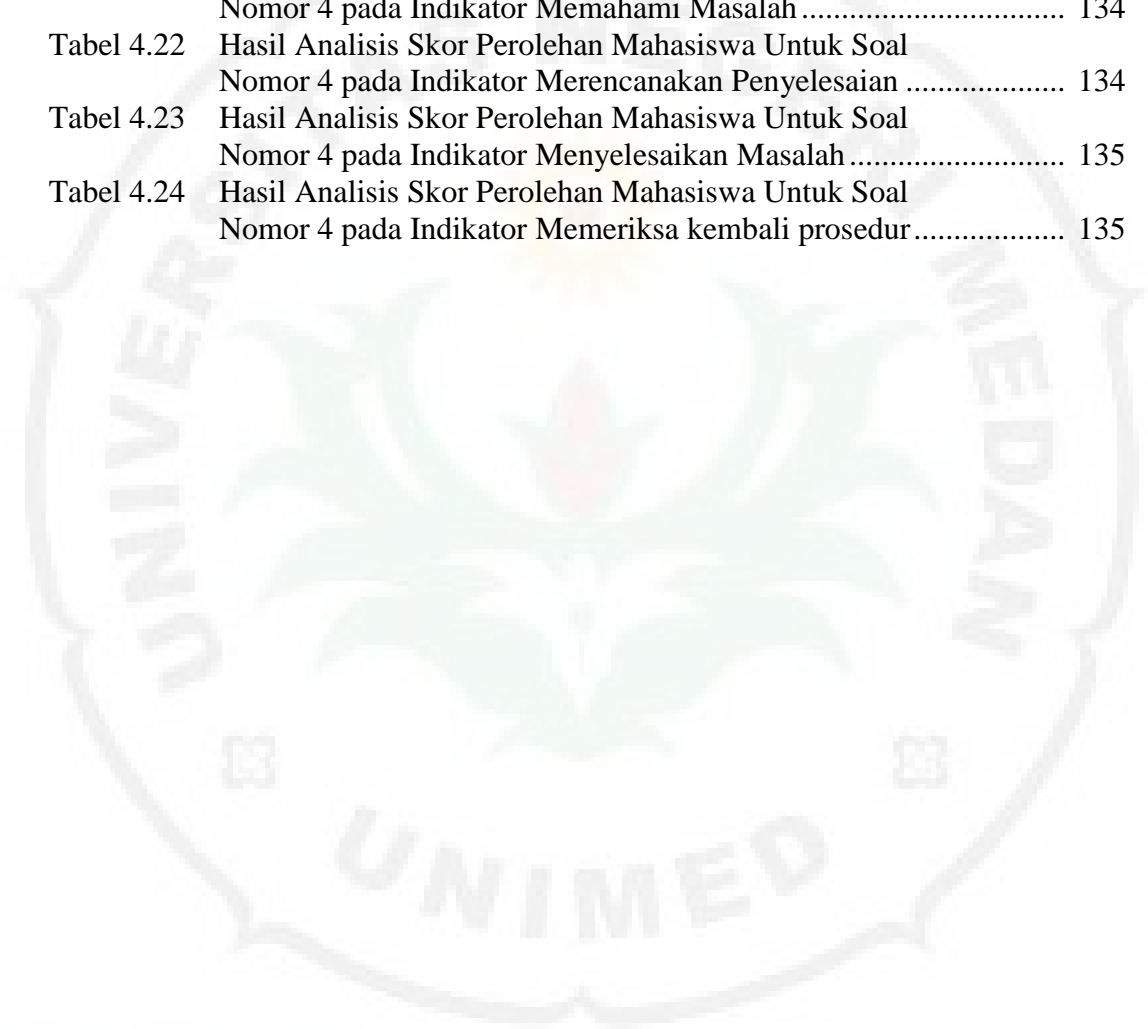 Nomor 4 pada Indikator Memahami Masalah ............................. 134
Tabel 4.22 Hasil Analisis Skor Perolehan Mahasiswa Untuk Soal
Nomor 4 pada Indikator Merencanakan Penyelesaian ................... 134
Tabel 4.23 Hasil Analisis Skor Perolehan Mahasiswa Untuk Soal
Nomor 4 pada Indikator Menyelesaikan Masalah ........................ 135
Tabel 4.24 Hasil Analisis Skor Perolehan Mahasiswa Untuk Soal
Nomor 4 pada Indikator Memeriksa kembali prosedur .................. 135
UNIVERSITAS NEGERI MEDAN
UNIMED